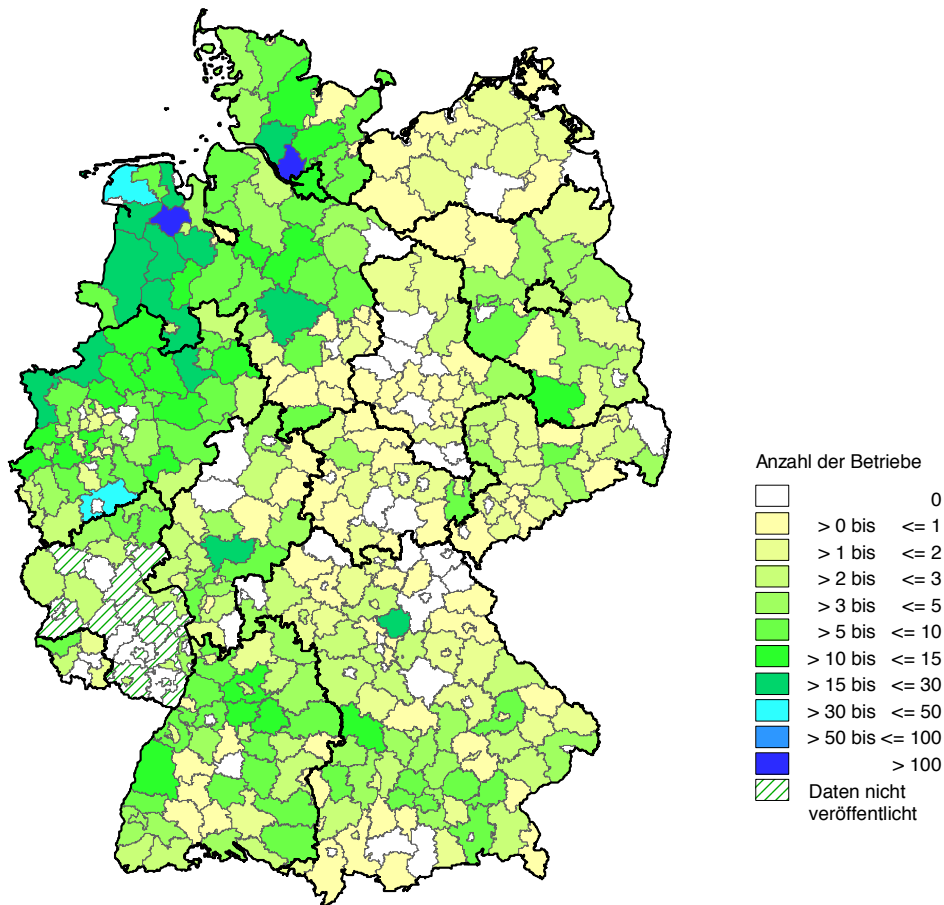 Anzahl der Betriebe
0
> 0 bis <= 1
> 1 bis <= 2
> 2 bis <= 3
> 3 bis <= 5
> 5 bis <= 10
> 10 bis <= 15
> 15 bis <= 30
> 30 bis <= 50
> 50 bis <= 100
> 100
Daten nicht
veröffentlicht